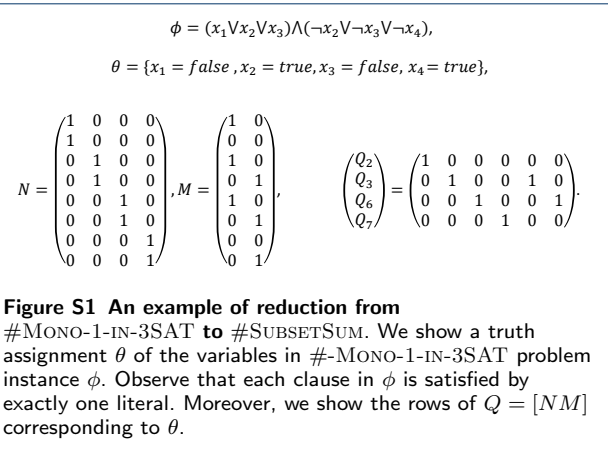 ϕ = (x₁Vx₂Vx₃)Λ(¬x₂V¬x₃V¬x₄),
θ = {x₁ = false ,x₂ = true,x₃ = false, x₄= true},
N = (1 0 0 0
1 0 0 0
0 1 0 0
0 1 0 0
0 0 1 0
0 0 1 0
0 0 0 1
0 0 0 1)
, M = (1 0
0 0
1 0
0 1
1 0
0 1
0 0
0 1),
(Q₂
Q₃
Q₆
Q₇)
= (1 0 0 0 0 0
0 1 0 0 1 0
0 0 1 0 0 1
0 0 0 1 0 0).
Figure S1 An example of reduction from
#MONO-1-IN-3SAT to #SUBSETSUM. We show a truth
assignment θ of the variables in #-MONO-1-IN-3SAT problem
instance ϕ. Observe that each clause in ϕ is satisfied by
exactly one literal. Moreover, we show the rows of Q = [NM]
corresponding to θ.